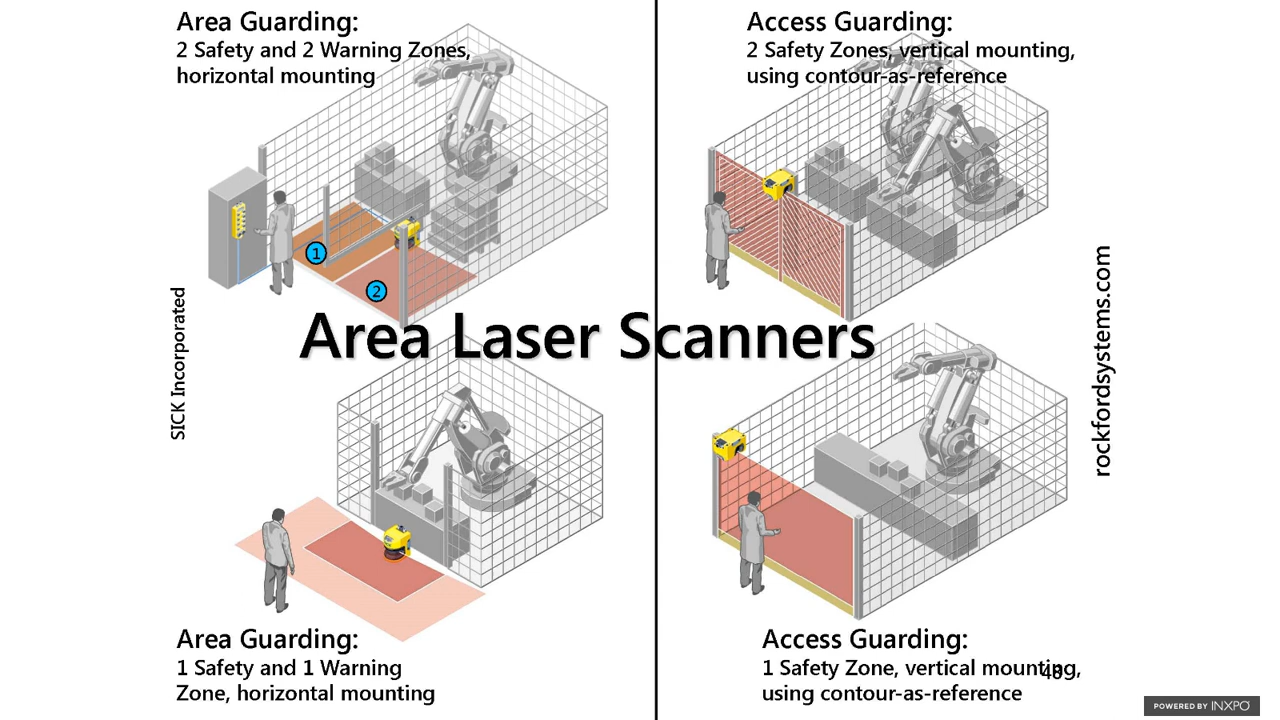 Area Guarding:
2 Safety and 2 Warning Zones,
horizontal mounting
Access Guarding:
2 Safety Zones, vertical mounting,
using contour-as-reference
1
2
Area Laser Scanners
SICK Incorporated
rockfordsystems.com
Area Guarding:
1 Safety and 1 Warning
Zone, horizontal mounting
Access Guarding:
1 Safety Zone, vertical mounting,
using contour-as-reference
POWERED BY INXPO